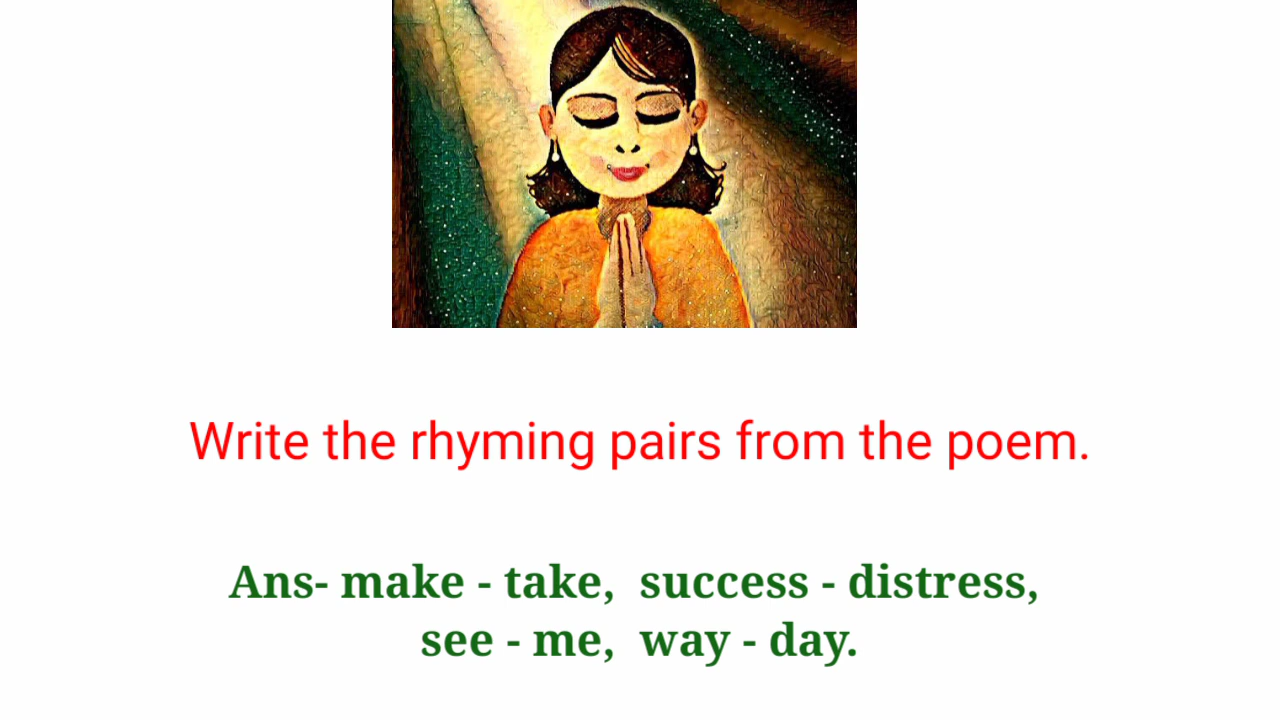 Write the rhyming pairs from the poem.
Ans- make - take, success - distress,
see - me, way - day.